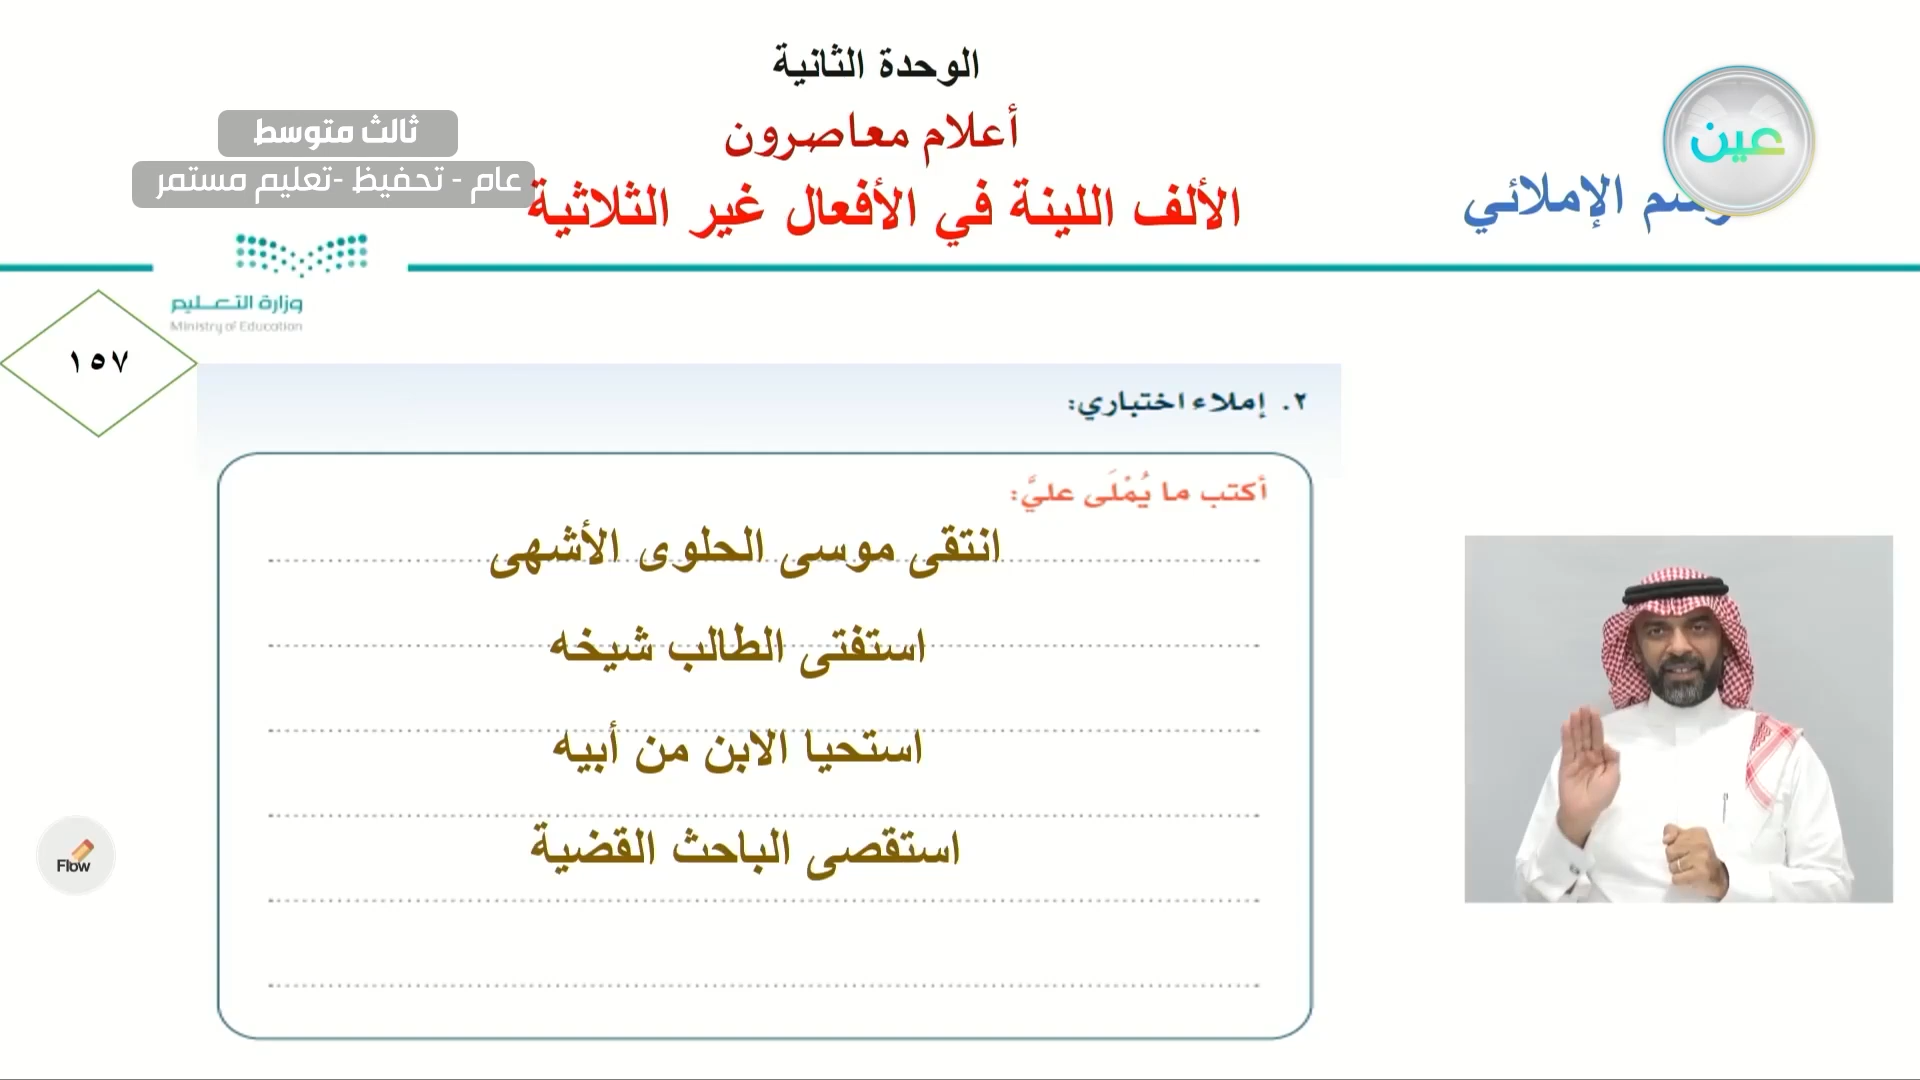 الوحدة الثانية
أعلام معاصرون
الألف اللينة في الأفعال غير الثلاثية
الإملائي
عين
ثالث متوسط
عام - تحفيظ -تعليم مستمر
وزارة التعـليم
Ministry of Education
١٥٧
٢. إملاء اختباري:
أكتب ما يُمْلَى عليَّ:
انتقى موسى الحلوى الأشهى
استفتى الطالب شيخه
استحيا الابن من أبيه
استقصى الباحث القضية
Flow